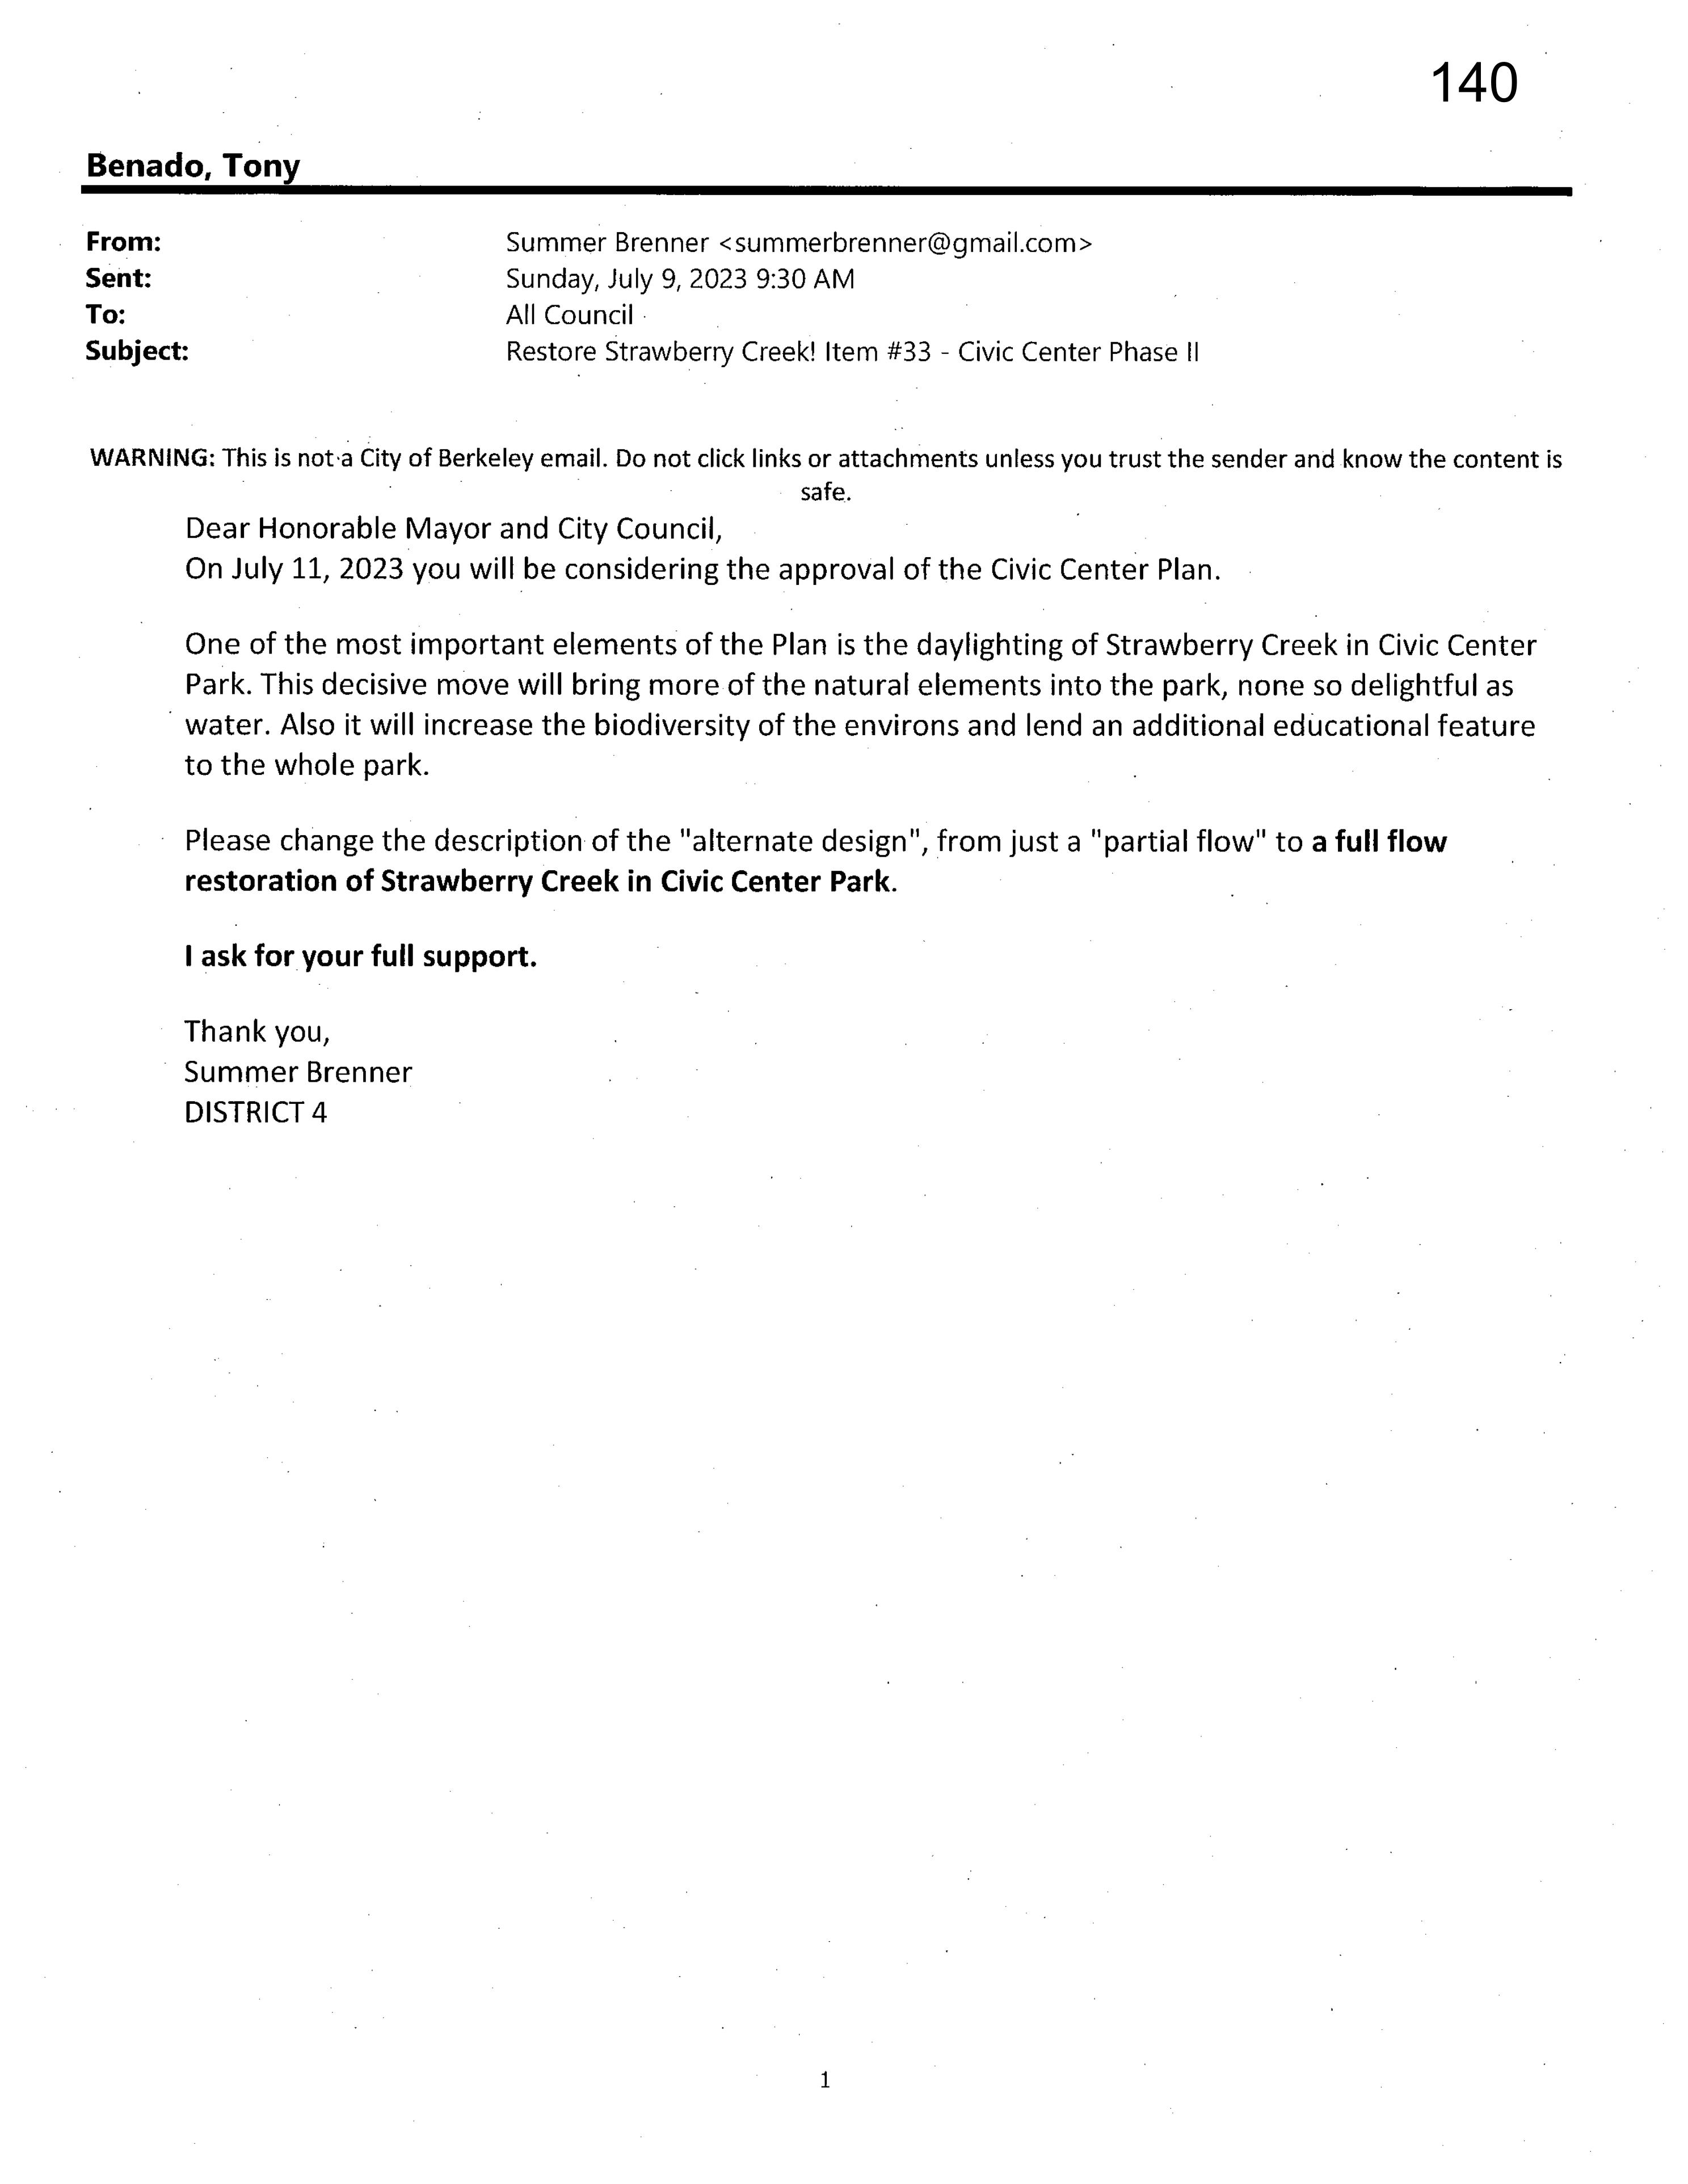 140
Benado, Tony
From: Summer Brenner <summerbrenner@gmail.com>
Sent: Sunday, July 9, 2023 9:30 AM
To: All Council
Subject: Restore Strawberry Creek! Item #33 - Civic Center Phase II
WARNING: This is not a City of Berkeley email. Do not click links or attachments unless you trust the sender and know the content is
safe.
Dear Honorable Mayor and City Council,
On July 11, 2023 you will be considering the approval of the Civic Center Plan.
One of the most important elements of the Plan is the daylighting of Strawberry Creek in Civic Center
Park. This decisive move will bring more of the natural elements into the park, none so delightful as
water. Also it will increase the biodiversity of the environs and lend an additional educational feature
to the whole park.
Please change the description of the "alternate design", from just a "partial flow" to a full flow
restoration of Strawberry Creek in Civic Center Park.
I ask for your full support.
Thank you,
Summer Brenner
DISTRICT 4
1